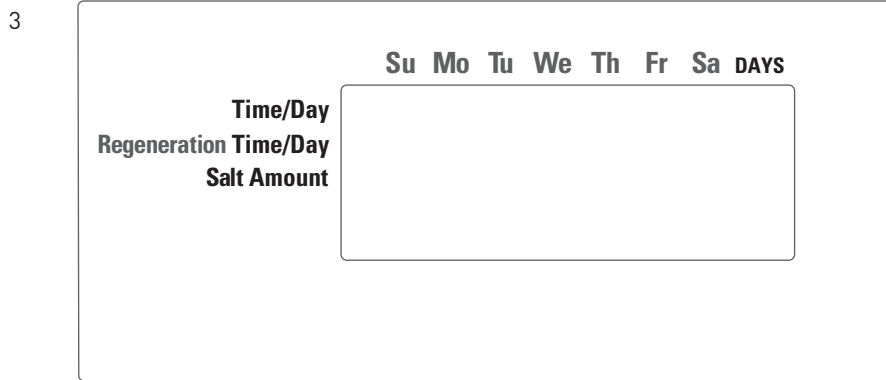 3
Su Mo Tu We Th Fr Sa DAYS
Time/Day
Regeneration Time/Day
Salt Amount